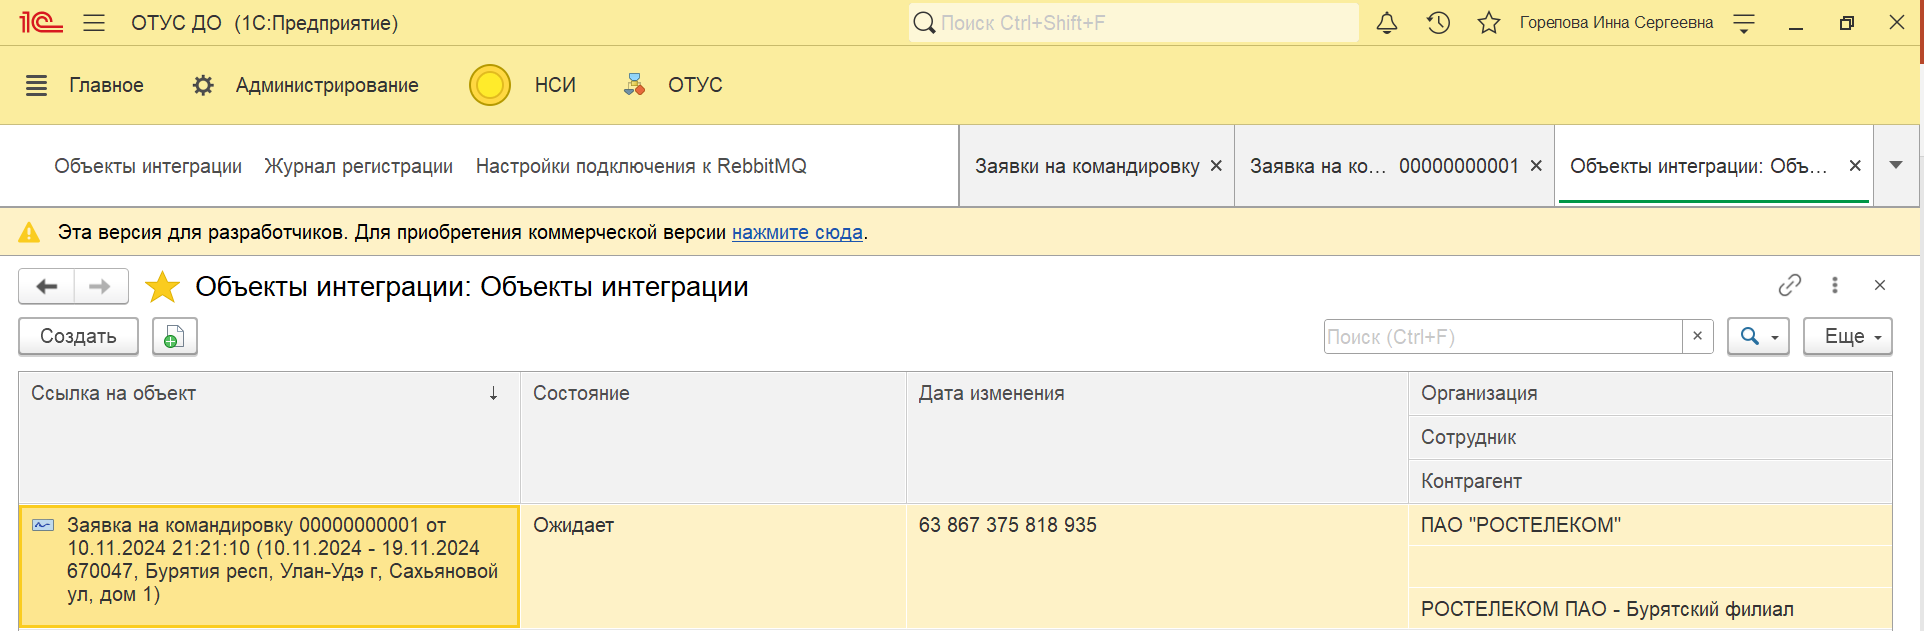 1С ОТУС ДО (1С:Предприятие)
Поиск Ctrl+Shift+F
Горелова Инна Сергеевна
Главное
Администрирование
НСИ
ОТУС
Объекты интеграции
Журнал регистрации
Настройки подключения к RebbitMQ
Заявки на командировку
Заявка на ко... 00000000001
Объекты интеграции: Объ...
Эта версия для разработчиков. Для приобретения коммерческой версии нажмите сюда.
Объекты интеграции: Объекты интеграции
Создать
Поиск (Ctrl+F)
Еще
Ссылка на объект
Состояние
Дата изменения
Организация
Сотрудник
Контрагент
Заявка на командировку 00000000001 от
10.11.2024 21:21:10 (10.11.2024 - 19.11.2024
670047, Бурятия респ, Улан-Удэ г, Сахьяновой
ул, дом 1)
Ожидает
63 867 375 818 935
ПАО "РОСТЕЛЕКОМ"
РОСТЕЛЕКОМ ПАО - Бурятский филиал